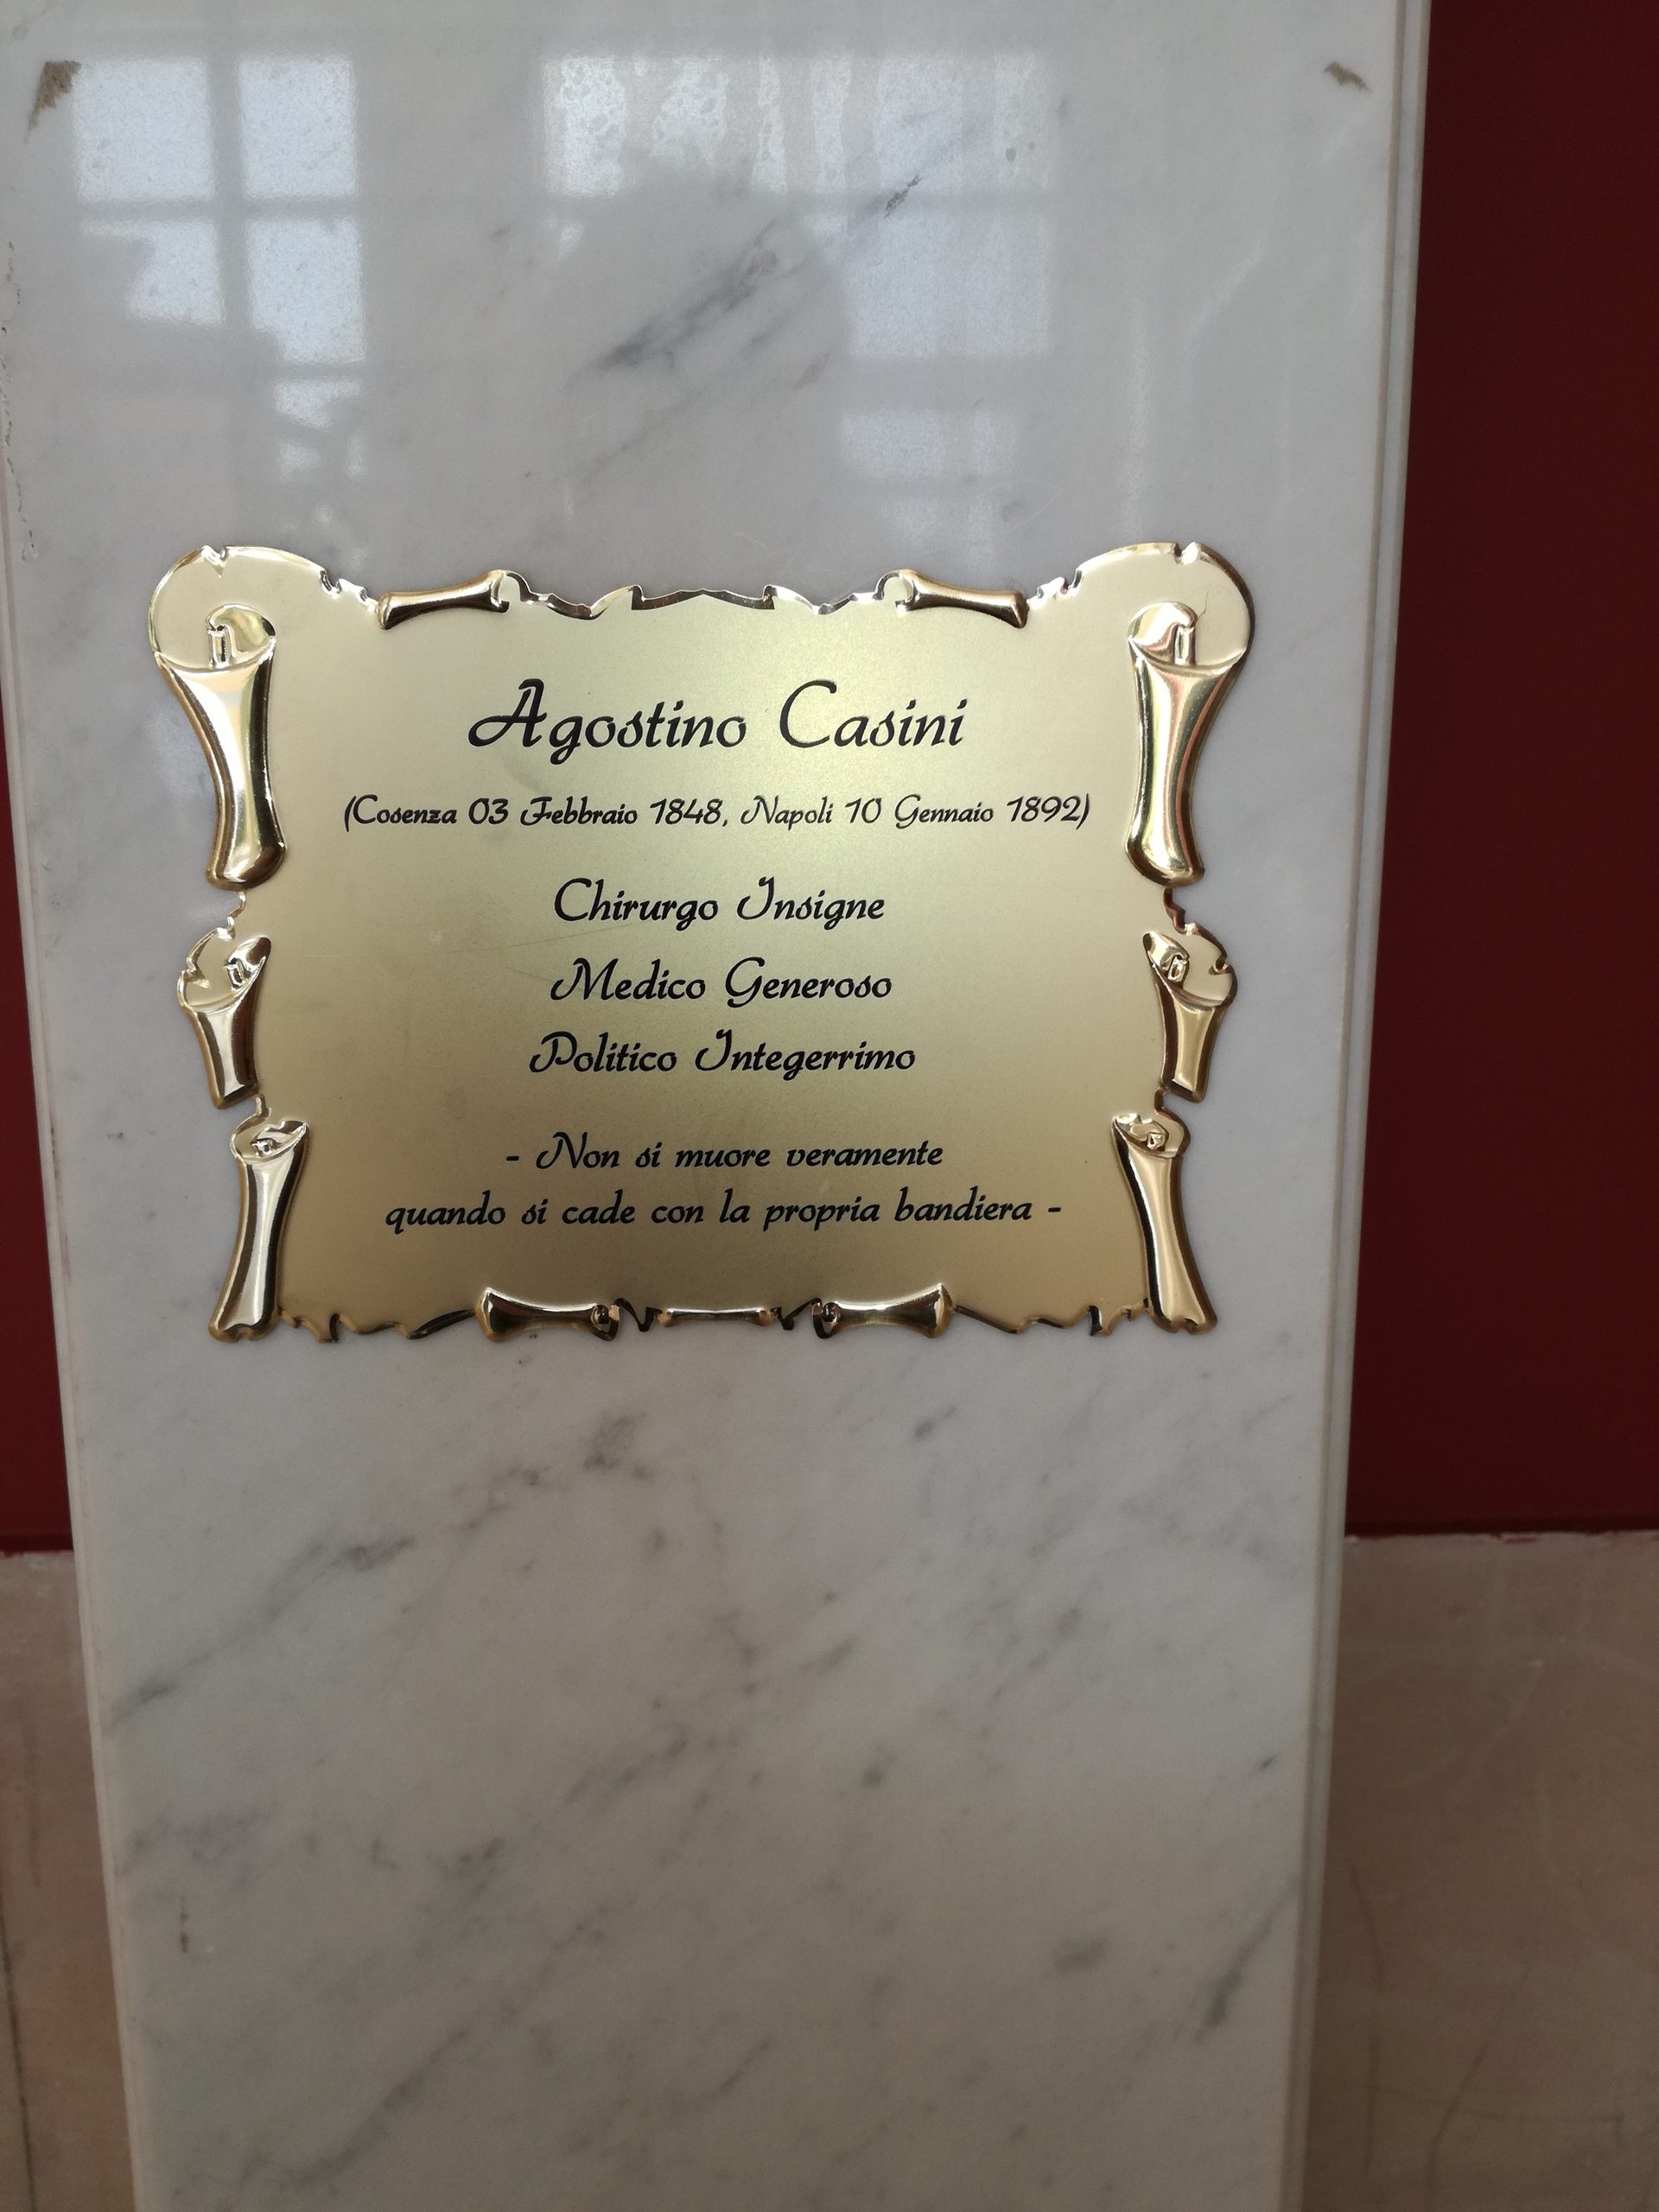 Agostino Casini
(Cosenza 03 Febbraio 1848, Napoli 10 Gennaio 1892)
Chirurgo Insigne
Medico Generoso
Politico Integerrimo
- Non si muore veramente
quando si cade con la propria bandiera -